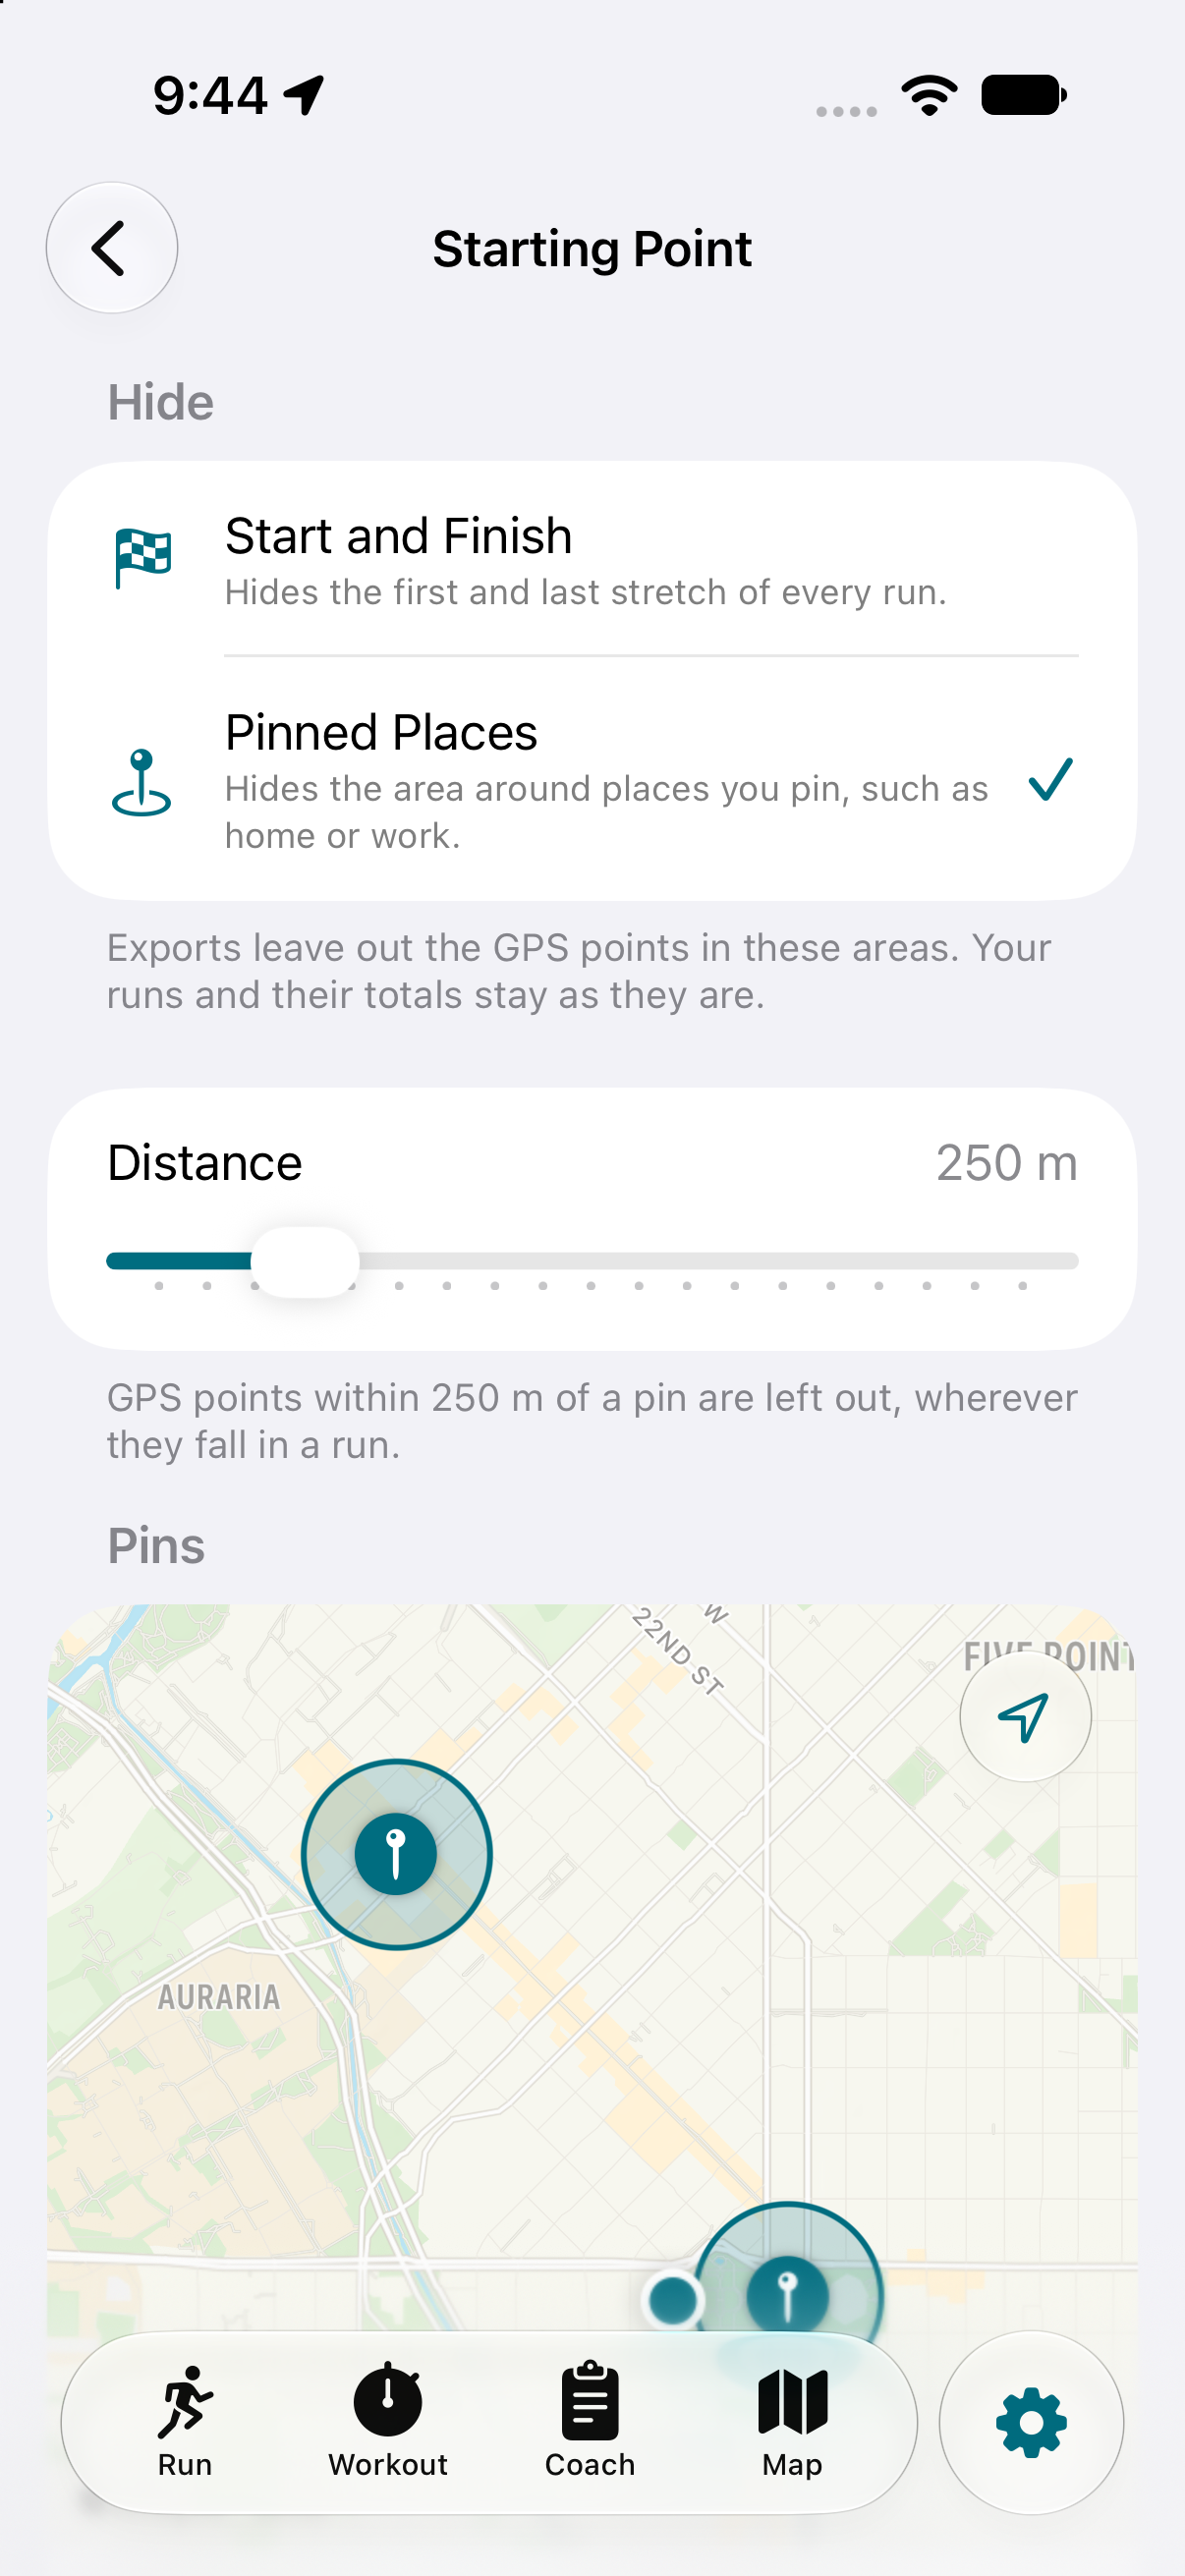 9:44
Starting Point
Hide
Start and Finish
Hides the first and last stretch of every run.
Pinned Places
Hides the area around places you pin, such as
home or work.
Exports leave out the GPS points in these areas. Your
runs and their totals stay as they are.
Distance
250 m
GPS points within 250 m of a pin are left out, wherever
they fall in a run.
Pins
W
22ND ST
FIVE POINT
AURARIA
Run
Workout
Coach
Map